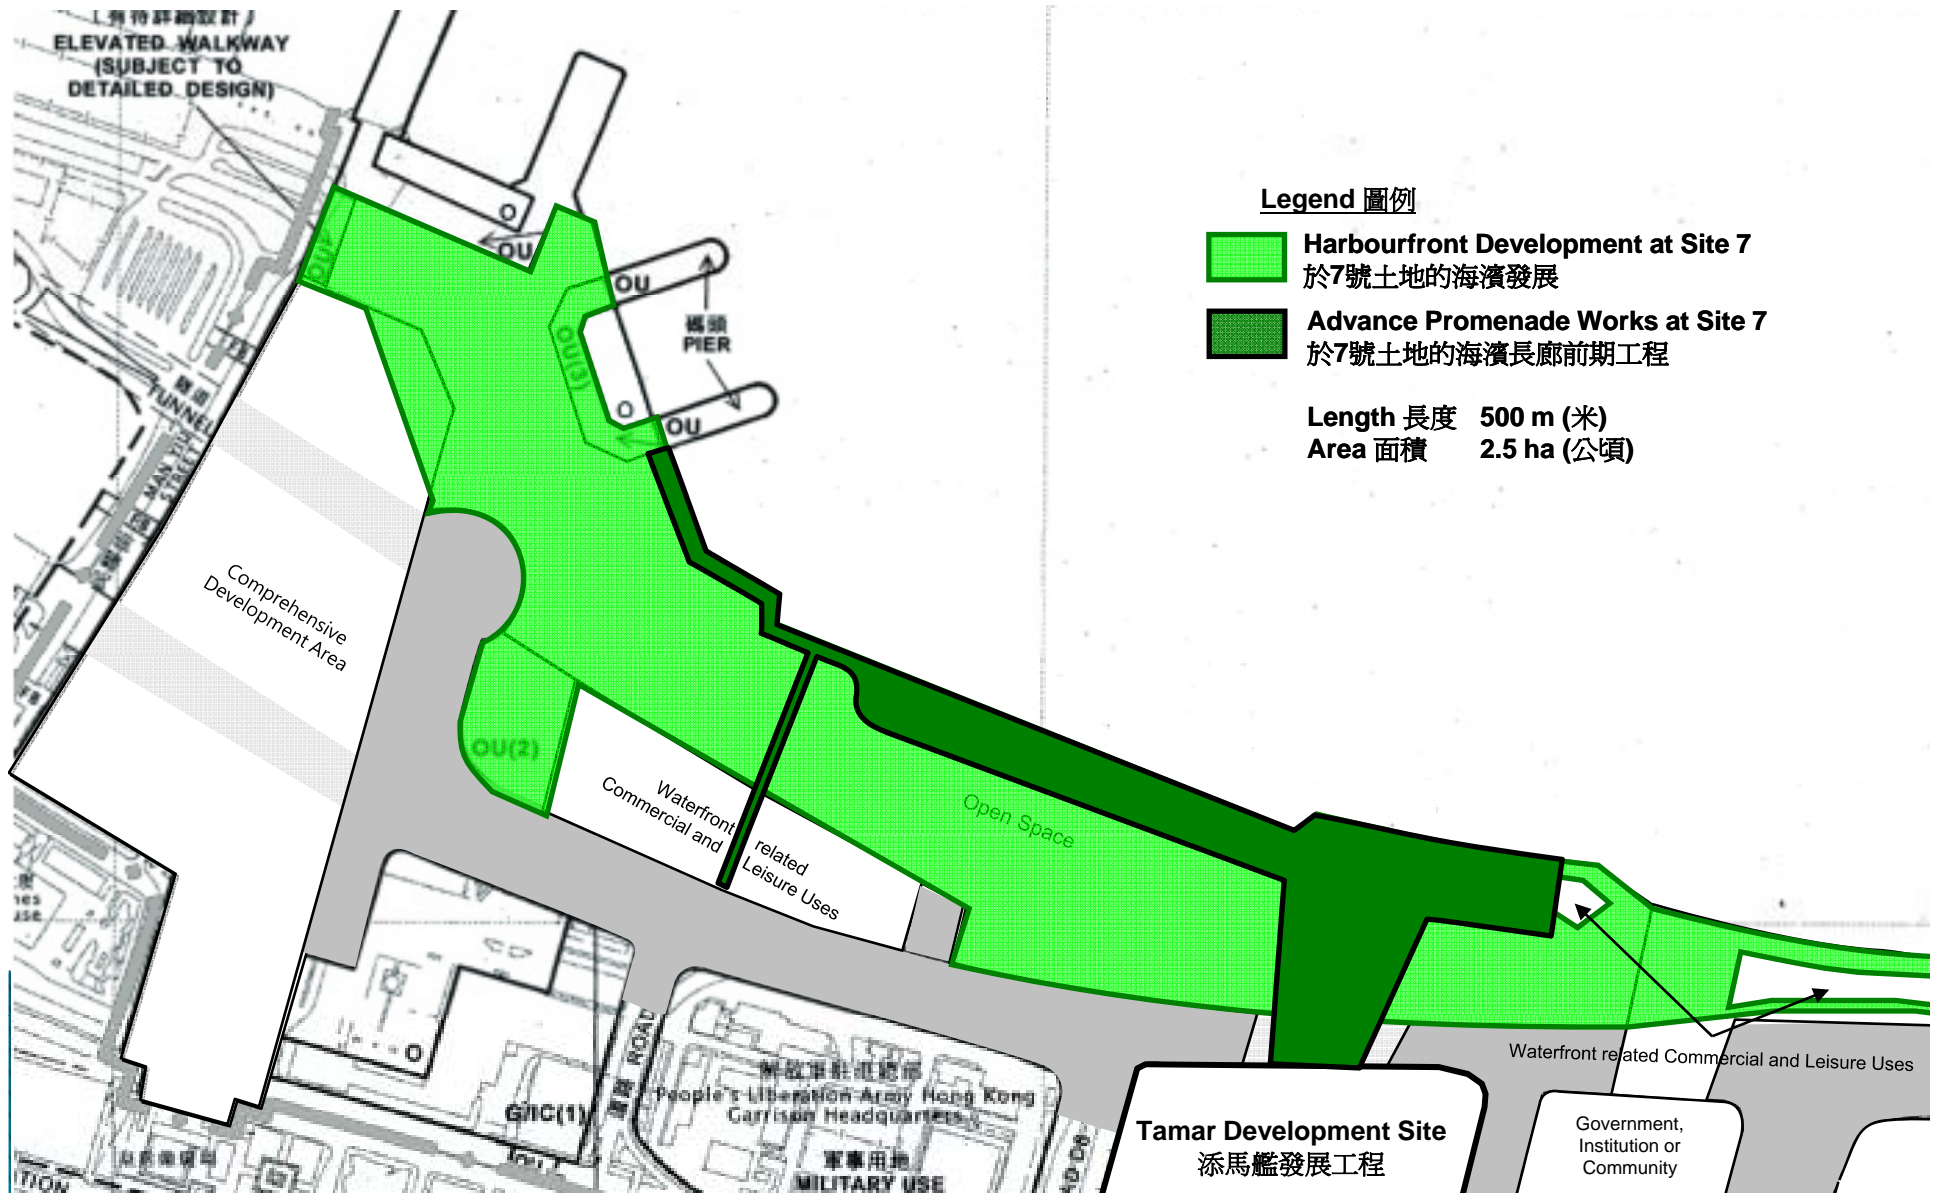 ELEVATED WALKWAY
(SUBJECT TO
DETAILED DESIGN)
Legend 圖例
Harbourfront Development at Site 7
於7號土地的海濱發展
Advance Promenade Works at Site 7
於7號土地的海濱長廊前期工程
Length 長度 500 m (米)
Area 面積 2.5 ha (公頃)
O
OU
OU
OU
碼頭
PIER
OU(3)
O
OU
TUNNEL
MAN YIU
STREET
Comprehensive
Development Area
OU(2)
Waterfront
Commercial and
related
Leisure Uses
Open Space
Waterfront related Commercial and Leisure Uses
O
ROAD
G/IC(1)
People's Liberation Army Hong Kong
Garrison Headquarters
軍事用地
MILITARY USE
Tamar Development Site
添馬艦發展工程
Government,
Institution or
Community